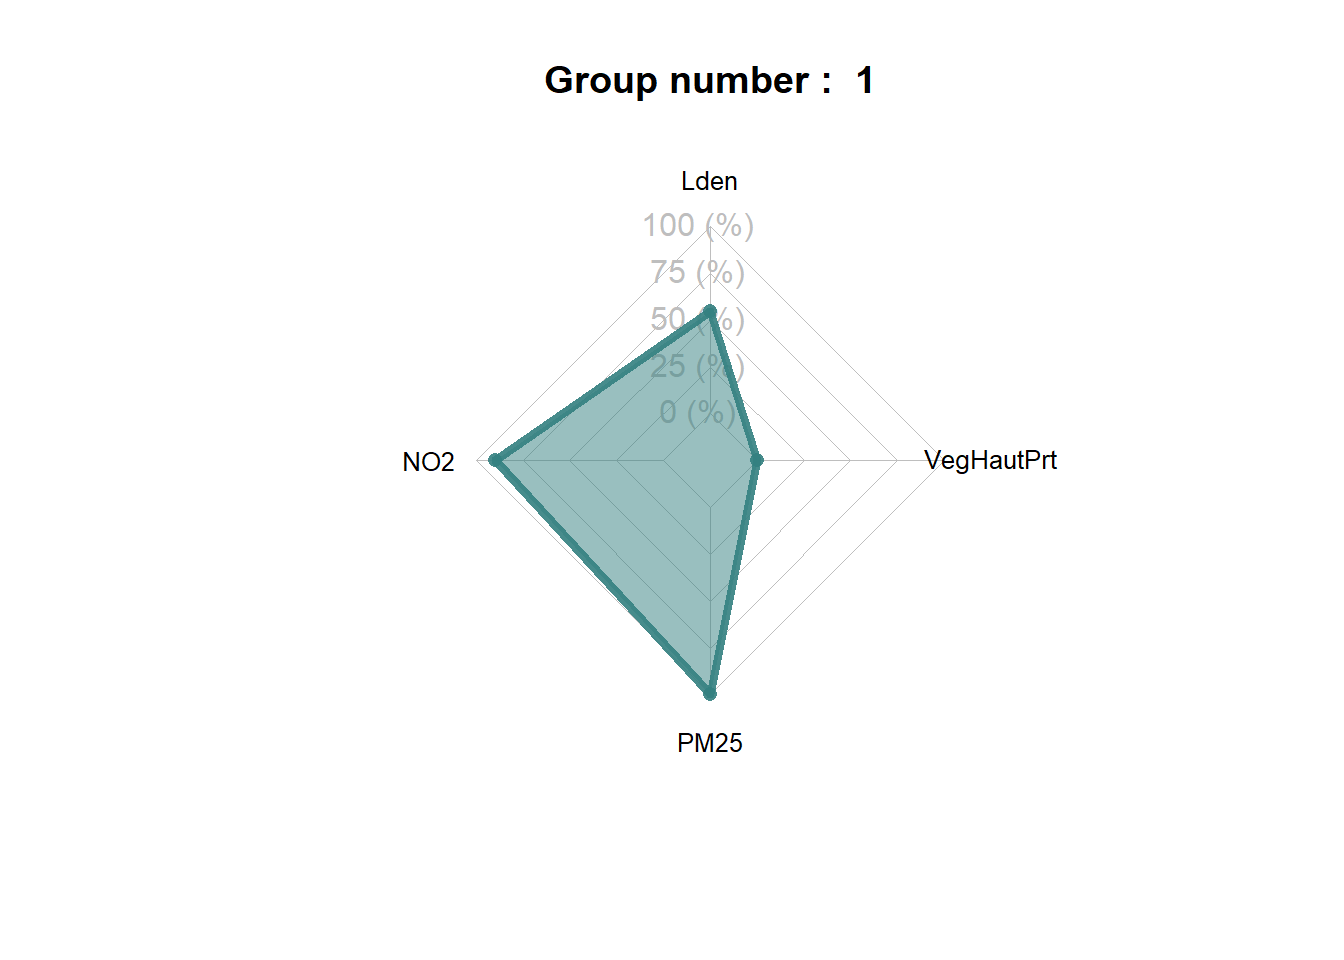 Group number :  1
Lden
100 (%)
75 (%)
50 (%)
25 (%)
0 (%)
NO2
VegHautPrt
PM25